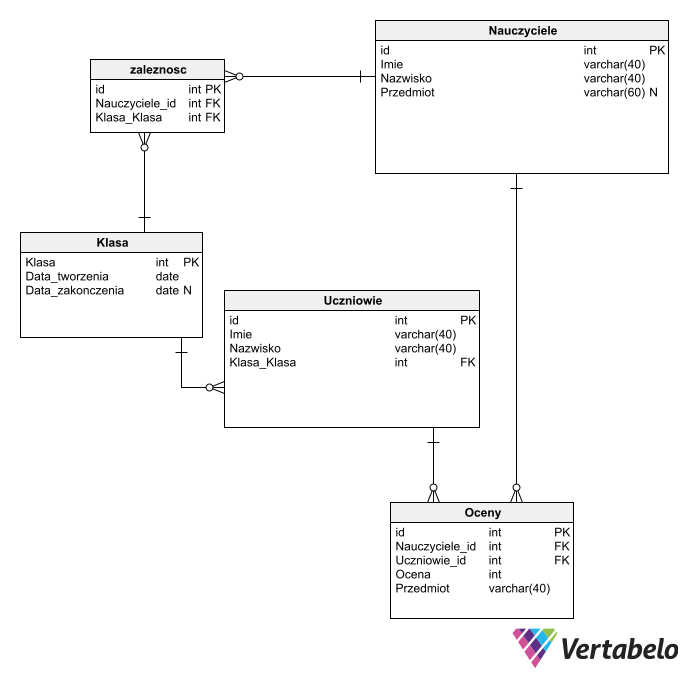 Nauczyciele
id int PK
Imie varchar(40)
Nazwisko varchar(40)
Przedmiot varchar(60) N
zaleznosc
id int PK
Nauczyciele_id int FK
Klasa_Klasa int FK
Klasa
Klasa int PK
Data_tworzenia date
Data_zakonczenia date N
Uczniowie
id int PK
Imie varchar(40)
Nazwisko varchar(40)
Klasa_Klasa int FK
Oceny
id int PK
Nauczyciele_id int FK
Uczniowie_id int FK
Ocena int
Przedmiot varchar(40)
Vertabelo